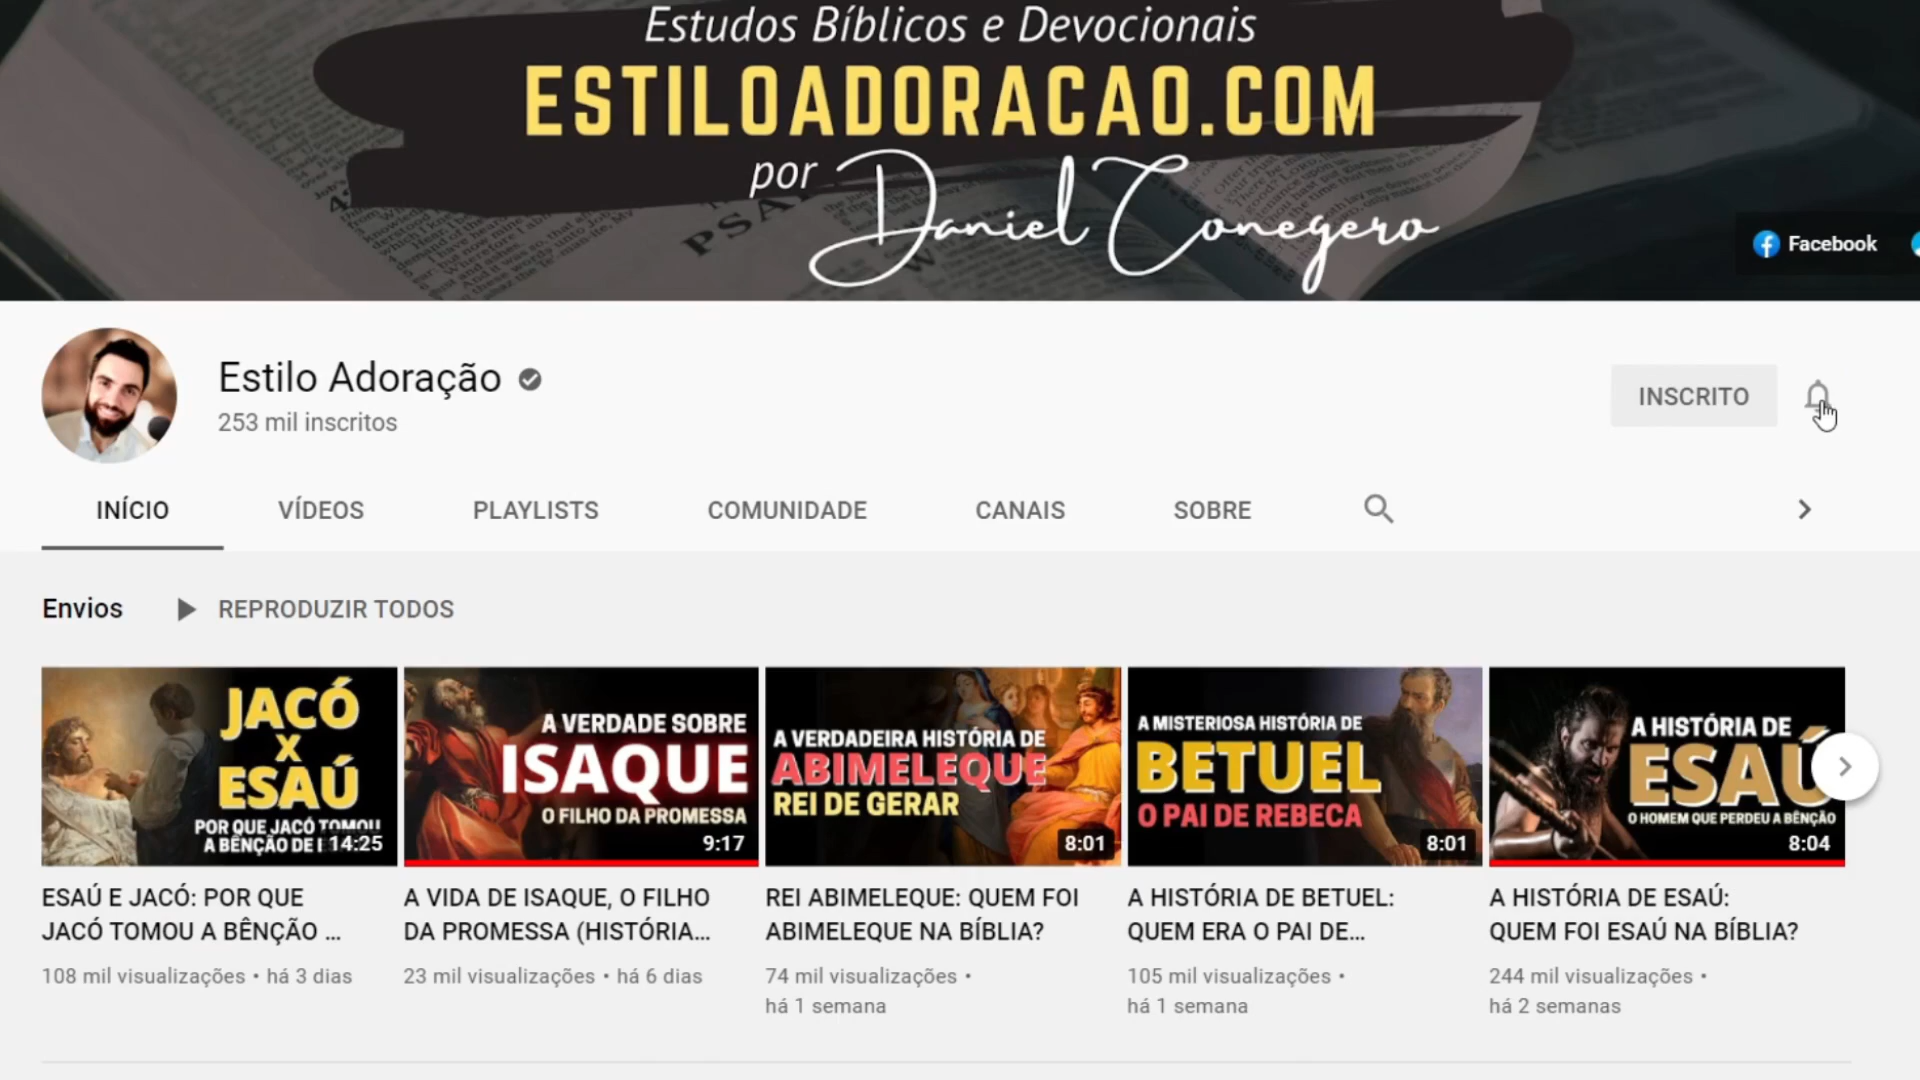 Estudos Bíblicos e Devocionais
ESTILOADORACAO.COM
por Daniel Conegero
PSA
Facebook
Estilo Adoração
253 mil inscritos
INSCRITO
INÍCIO VÍDEOS PLAYLISTS COMUNIDADE CANAIS SOBRE
Envios REPRODUZIR TODOS
JACÓ
X
ESAÚ
POR QUE JACÓ TOMOU
A BÊNÇÃO DE
14:25
A VERDADE SOBRE
ISAQUE
O FILHO DA PROMESSA
9:17
A VERDADEIRA HISTÓRIA DE
ABIMELEQUE
REI DE GERAR
8:01
A MISTERIOSA HISTÓRIA DE
BETUEL
O PAI DE REBECA
8:01
A HISTÓRIA DE
ESAÚ
O HOMEM QUE PERDEU A BÊNÇÃO
8:04
ESAÚ E JACÓ: POR QUE
JACÓ TOMOU A BÊNÇÃO ...
108 mil visualizações • há 3 dias
A VIDA DE ISAQUE, O FILHO
DA PROMESSA (HISTÓRIA...
23 mil visualizações • há 6 dias
REI ABIMELEQUE: QUEM FOI
ABIMELEQUE NA BÍBLIA?
74 mil visualizações •
há 1 semana
A HISTÓRIA DE BETUEL:
QUEM ERA O PAI DE...
105 mil visualizações •
há 1 semana
A HISTÓRIA DE ESAÚ:
QUEM FOI ESAÚ NA BÍBLIA?
244 mil visualizações •
há 2 semanas